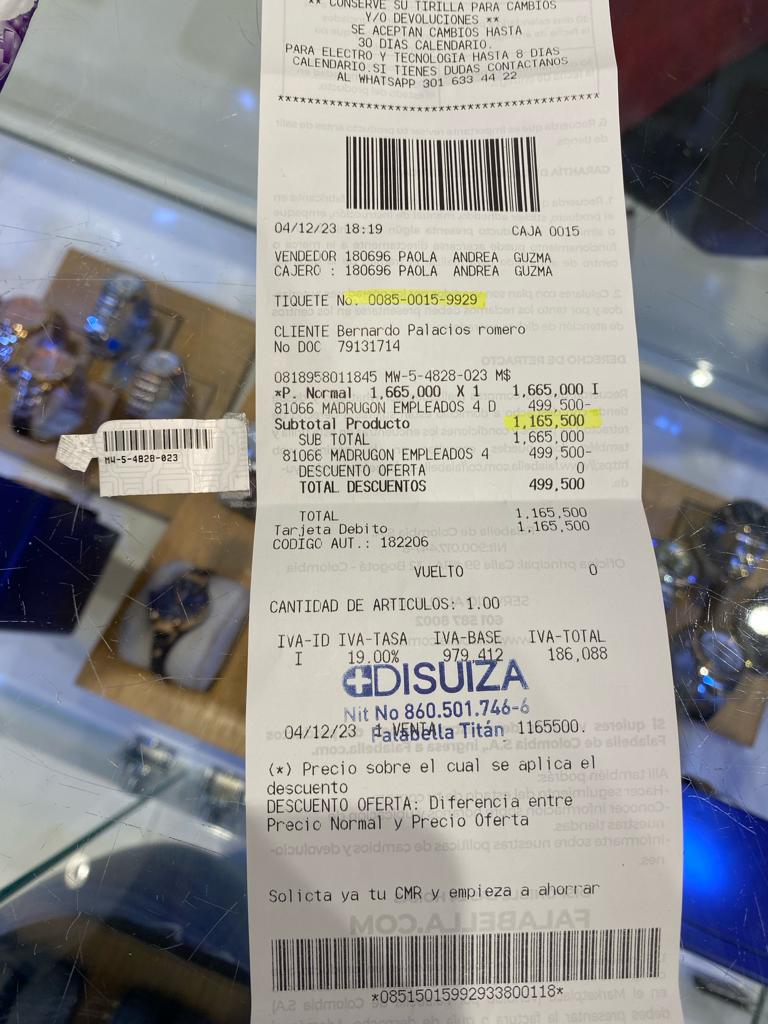 ** CONSERVE SU TIRILLA PARA CAMBIOS
Y/O DEVOLUCIONES **
SE ACEPTAN CAMBIOS HASTA
30 DIAS CALENDARIO.
PARA ELECTRO Y TECNOLOGIA HASTA 8 DIAS
CALENDARIO.SI TIENES DUDAS CONTACTANOS
AL WHATSAPP 301 633 44 22
****************************************
04/12/23 18:19 CAJA 0015
VENDEDOR 180696 PAOLA ANDREA GUZMA
CAJERO : 180696 PAOLA ANDREA GUZMA
TIQUETE No. 0085-0015-9929
CLIENTE Bernardo Palacios romero
No DOC 79131714
0818958011845 MW-5-4828-023 M$
*P. Normal 1,665,000 X 1 1,665,000 I
81066 MADRUGON EMPLEADOS 4 D 499,500-
Subtotal Producto 1,165,500
SUB TOTAL 1,665,000
81066 MADRUGON EMPLEADOS 4 499,500-
DESCUENTO OFERTA 0
TOTAL DESCUENTOS 499,500
TOTAL 1,165,500
Tarjeta Debito 1,165,500
CODIGO AUT.: 182206
VUELTO 0
CANTIDAD DE ARTICULOS: 1.00
IVA-ID IVA-TASA IVA-BASE IVA-TOTAL
I 19.00% 979,412 186,088
DISUIZA
Nit No 860.501.746-6
Falabella Titán
04/12/23 1 VENTA 1165500.
(*) Precio sobre el cual se aplica el
descuento
DESCUENTO OFERTA: Diferencia entre
Precio Normal y Precio Oferta
Solicta ya tu CMR y empieza a ahorrar
*08515015992933800118*
MW-5-4828-023